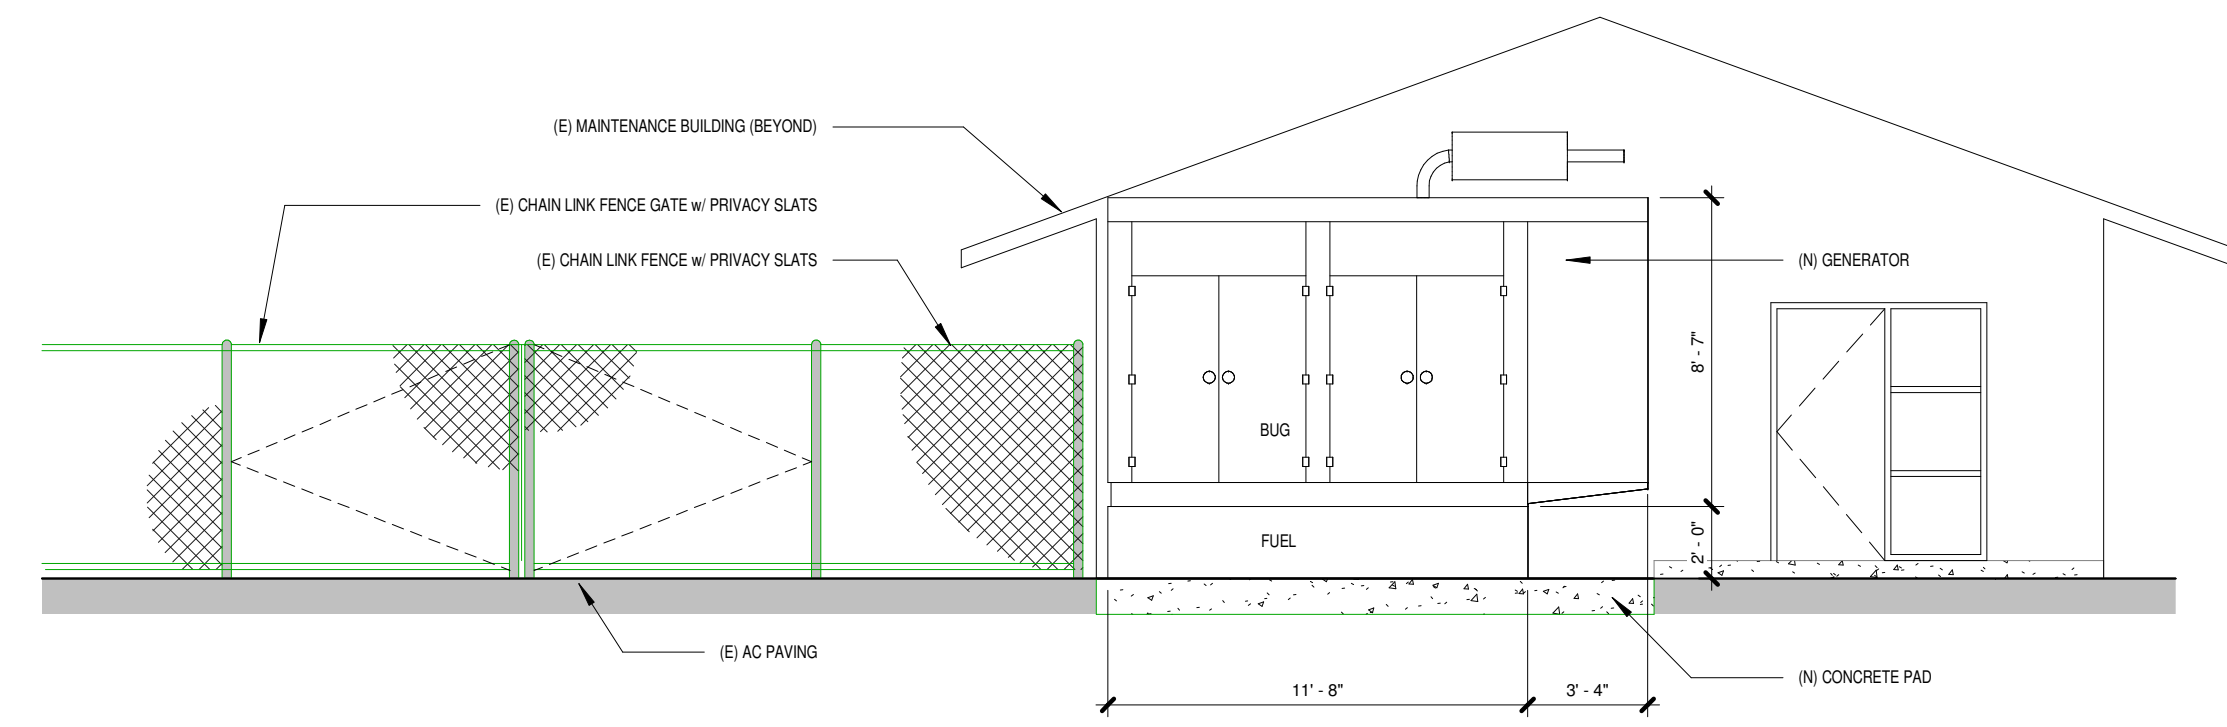 (E) MAINTENANCE BUILDING (BEYOND)
(E) CHAIN LINK FENCE GATE w/ PRIVACY SLATS
(E) CHAIN LINK FENCE w/ PRIVACY SLATS
(N) GENERATOR
8' - 7"
BUG
FUEL
2' - 0"
(E) AC PAVING
(N) CONCRETE PAD
11' - 8"
3' - 4"